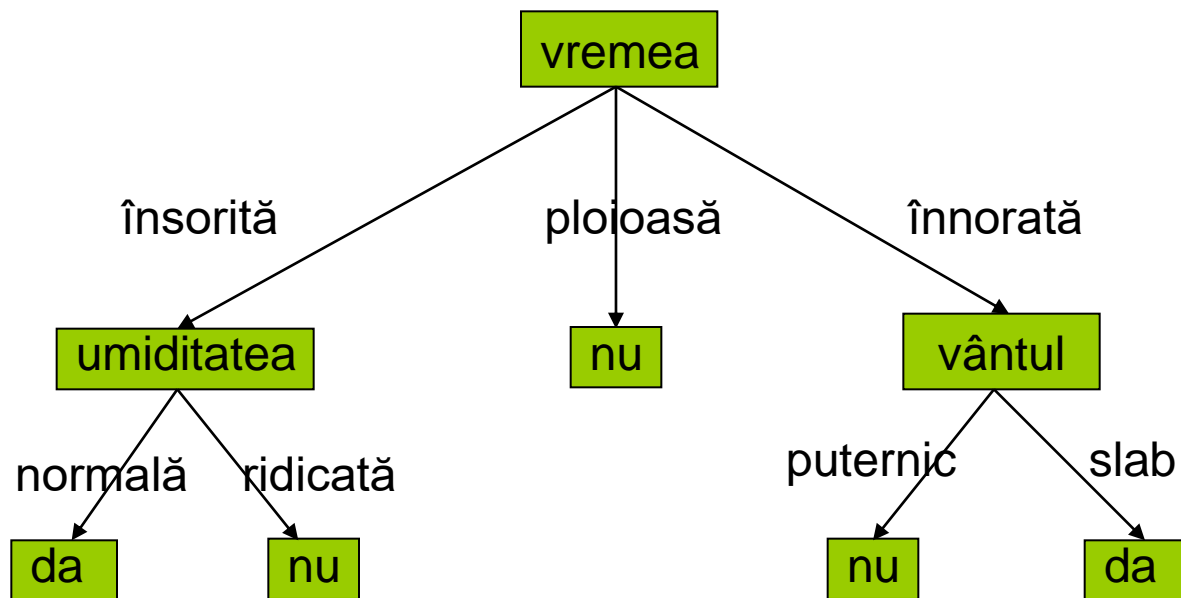 vremea
însorită ploioasă înnorată
umiditatea nu vântul
normală ridicată puternic slab
da nu nu da